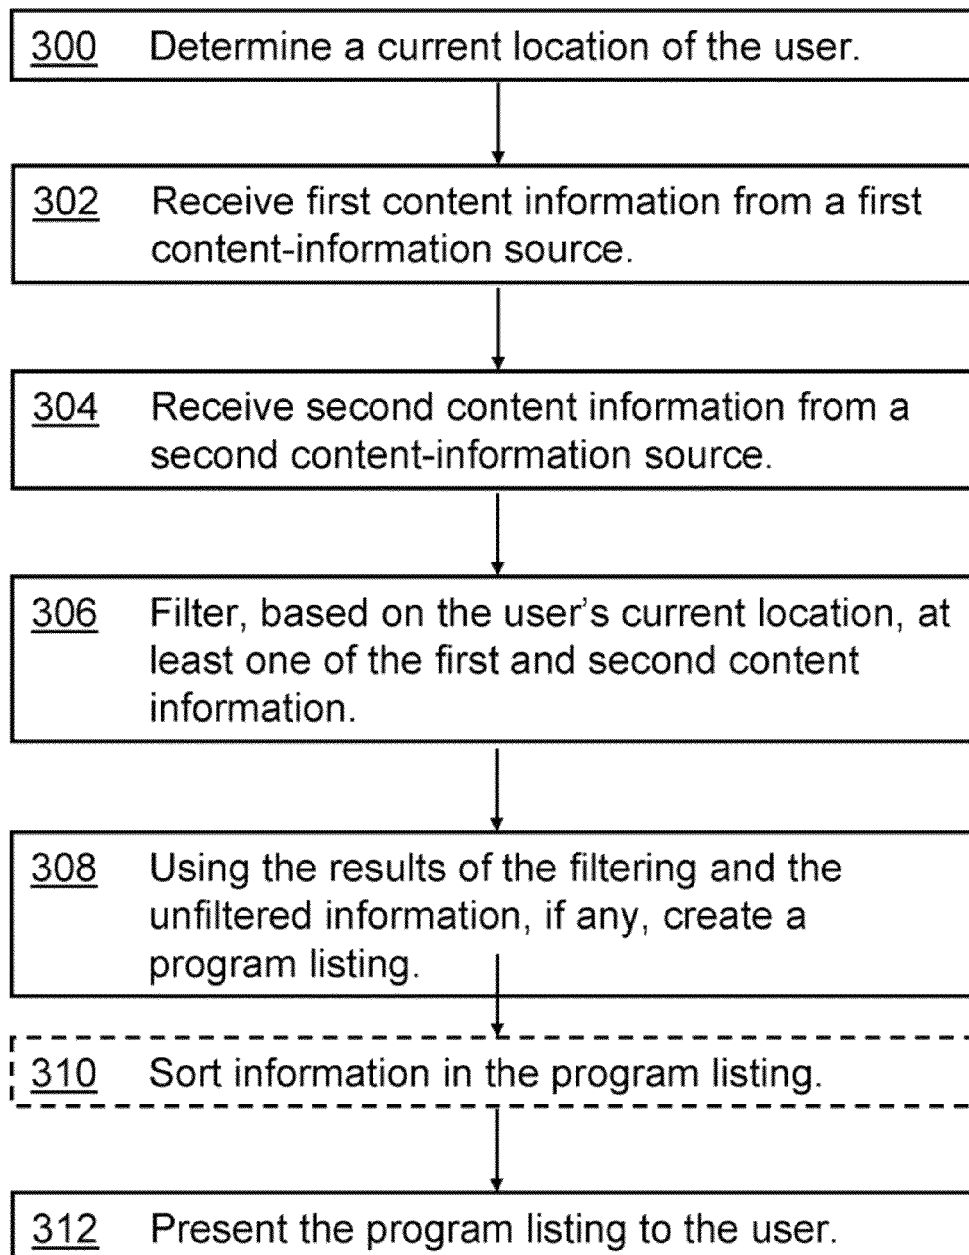 300 Determine a current location of the user.
302 Receive first content information from a first
content-information source.
304 Receive second content information from a
second content-information source.
306 Filter, based on the user's current location, at
least one of the first and second content
information.
308 Using the results of the filtering and the
unfiltered information, if any, create a
program listing.
310 Sort information in the program listing.
312 Present the program listing to the user.